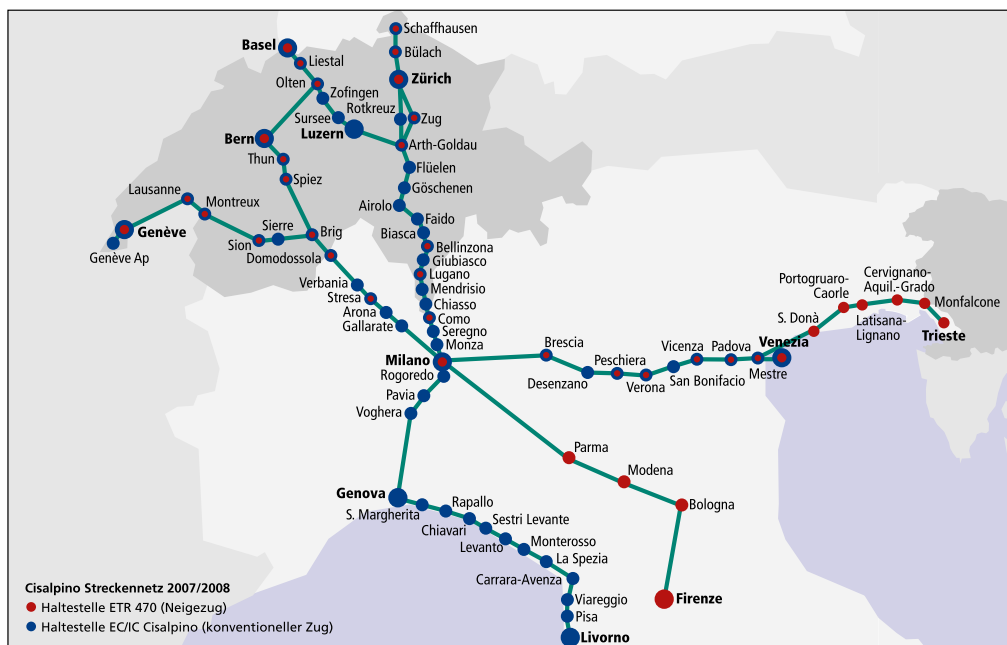 Schaffhausen
Basel
Bülach
Liestal
Zürich
Olten
Zofingen
Rotkreuz
Sursee
Zug
Luzern
Bern
Arth-Goldau
Thun
Flüelen
Spiez
Göschenen
Lausanne
Montreux
Airolo
Faido
Genève
Sierre
Brig
Biasca
Sion
Bellinzona
Genève Ap
Domodossola
Giubiasco
Lugano
Verbania
Mendrisio
Stresa
Chiasso
Arona
Como
Gallarate
Seregno
Monza
Milano
Rogoredo
Pavia
Voghera
Brescia
Desenzano
Peschiera
Verona
Vicenza
San Bonifacio
Padova
Venezia
Mestre
S. Donà
Portogruaro-
Caorle
Latisana-
Lignano
Cervignano-
Aquil.-Grado
Monfalcone
Trieste
Parma
Modena
Bologna
Firenze
Genova
S. Margherita
Rapallo
Chiavari
Sestri Levante
Levanto
Monterosso
La Spezia
Carrara-Avenza
Viareggio
Pisa
Livorno
Cisalpino Streckennetz 2007/2008
Haltestelle ETR 470 (Neigezug)
Haltestelle EC/IC Cisalpino (konventioneller Zug)